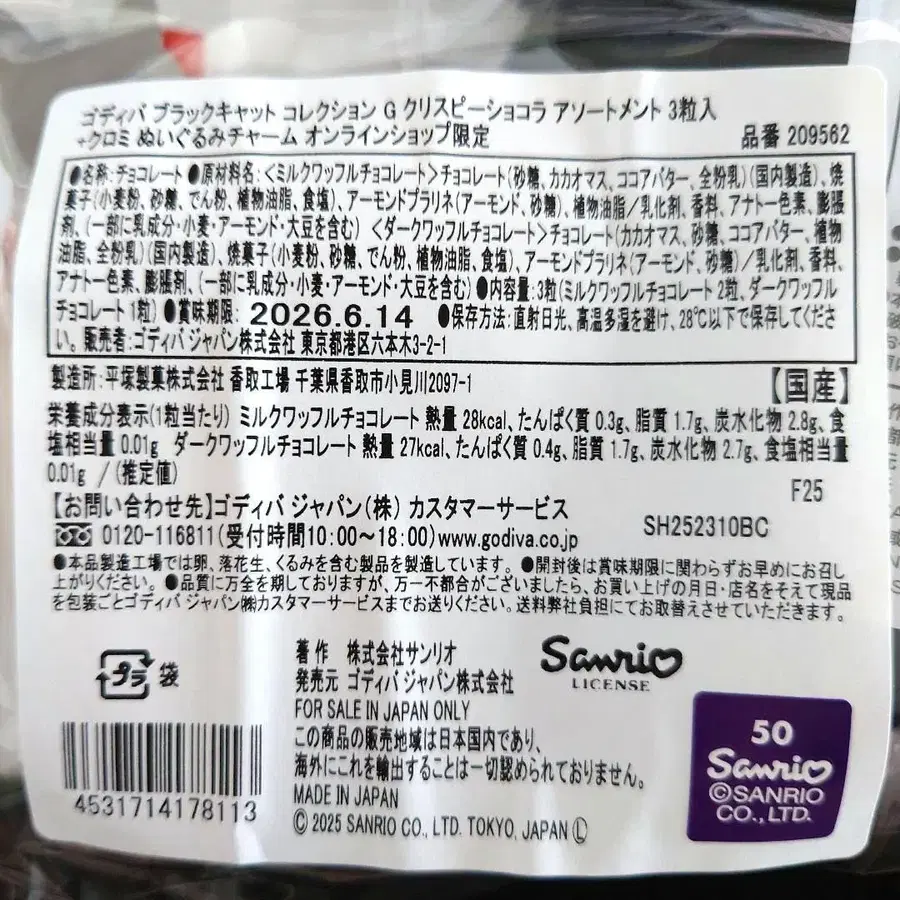 ゴディバ ブラックキャット コレクション G クリスピーショコラ アソートメント 3粒入
+クロミ ぬいぐるみチャーム オンラインショップ限定
品番 209562
●名称:チョコレート ●原材料名:<ミルクワッフルチョコレート>チョコレート(砂糖、カカオマス、ココアバター、全粉乳)(国内製造)、焼
菓子(小麦粉、砂糖、でん粉、植物油脂、食塩)、アーモンドプラリネ(アーモンド、砂糖)、植物油脂/乳化剤、香料、アナトー色素、膨脹
剤、(一部に乳成分・小麦・アーモンド・大豆を含む) <ダークワッフルチョコレート>チョコレート(カカオマス、砂糖、ココアバター、植物
油脂、全粉乳)(国内製造)、焼菓子(小麦粉、砂糖、でん粉、植物油脂、食塩)、アーモンドプラリネ(アーモンド、砂糖)/乳化剤、香料、
アナトー色素、膨脹剤、(一部に乳成分・小麦・アーモンド・大豆を含む) ●内容量:3粒(ミルクワッフルチョコレート 2粒、ダークワッフル
チョコレート 1粒) ●賞味期限: 2026.6.14 ●保存方法:直射日光、高温多湿を避け、28℃以下で保存してくださ
い。販売者:ゴディバ ジャパン株式会社 東京都港区六本木3-2-1
製造所:平塚製菓株式会社 香取工場 千葉県香取市小見川2097-1
【国産】
栄養成分表示(1粒当たり) ミルクワッフルチョコレート 熱量 28kcal、たんぱく質 0.3g、脂質 1.7g、炭水化物 2.8g、食
塩相当量 0.01g ダークワッフルチョコレート 熱量 27kcal、たんぱく質 0.4g、脂質 1.7g、炭水化物 2.7g、食塩相当量
0.01g /(推定値)
F25
【お問い合わせ先】ゴディバ ジャパン(株) カスタマーサービス
0120-116811(受付時間10:00〜18:00)www.godiva.co.jp
SH252310BC
●本品製造工場では卵、落花生、くるみを含む製品を製造しています。 ●開封後は賞味期限に関わらずお早めにお召し
上がりください。 ●品質に万全を期しておりますが、万一不都合がございましたら、お買い上げの月日・店名をそえて現品
を包装ごとゴディバ ジャパン㈱カスタマーサービスまでお送りください。送料弊社負担にてお取替えさせていただきます。
プラ 袋
著作 株式会社サンリオ
発売元 ゴディバ ジャパン株式会社
FOR SALE IN JAPAN ONLY
この商品の販売地域は日本国内であり、
海外にこれを輸出することは一切認められておりません。
MADE IN JAPAN
© 2025 SANRIO CO., LTD. TOKYO, JAPAN Ⓛ
Sanrio
LICENSE
4531714178113
50
Sanrio
©SANRIO
CO., LTD.